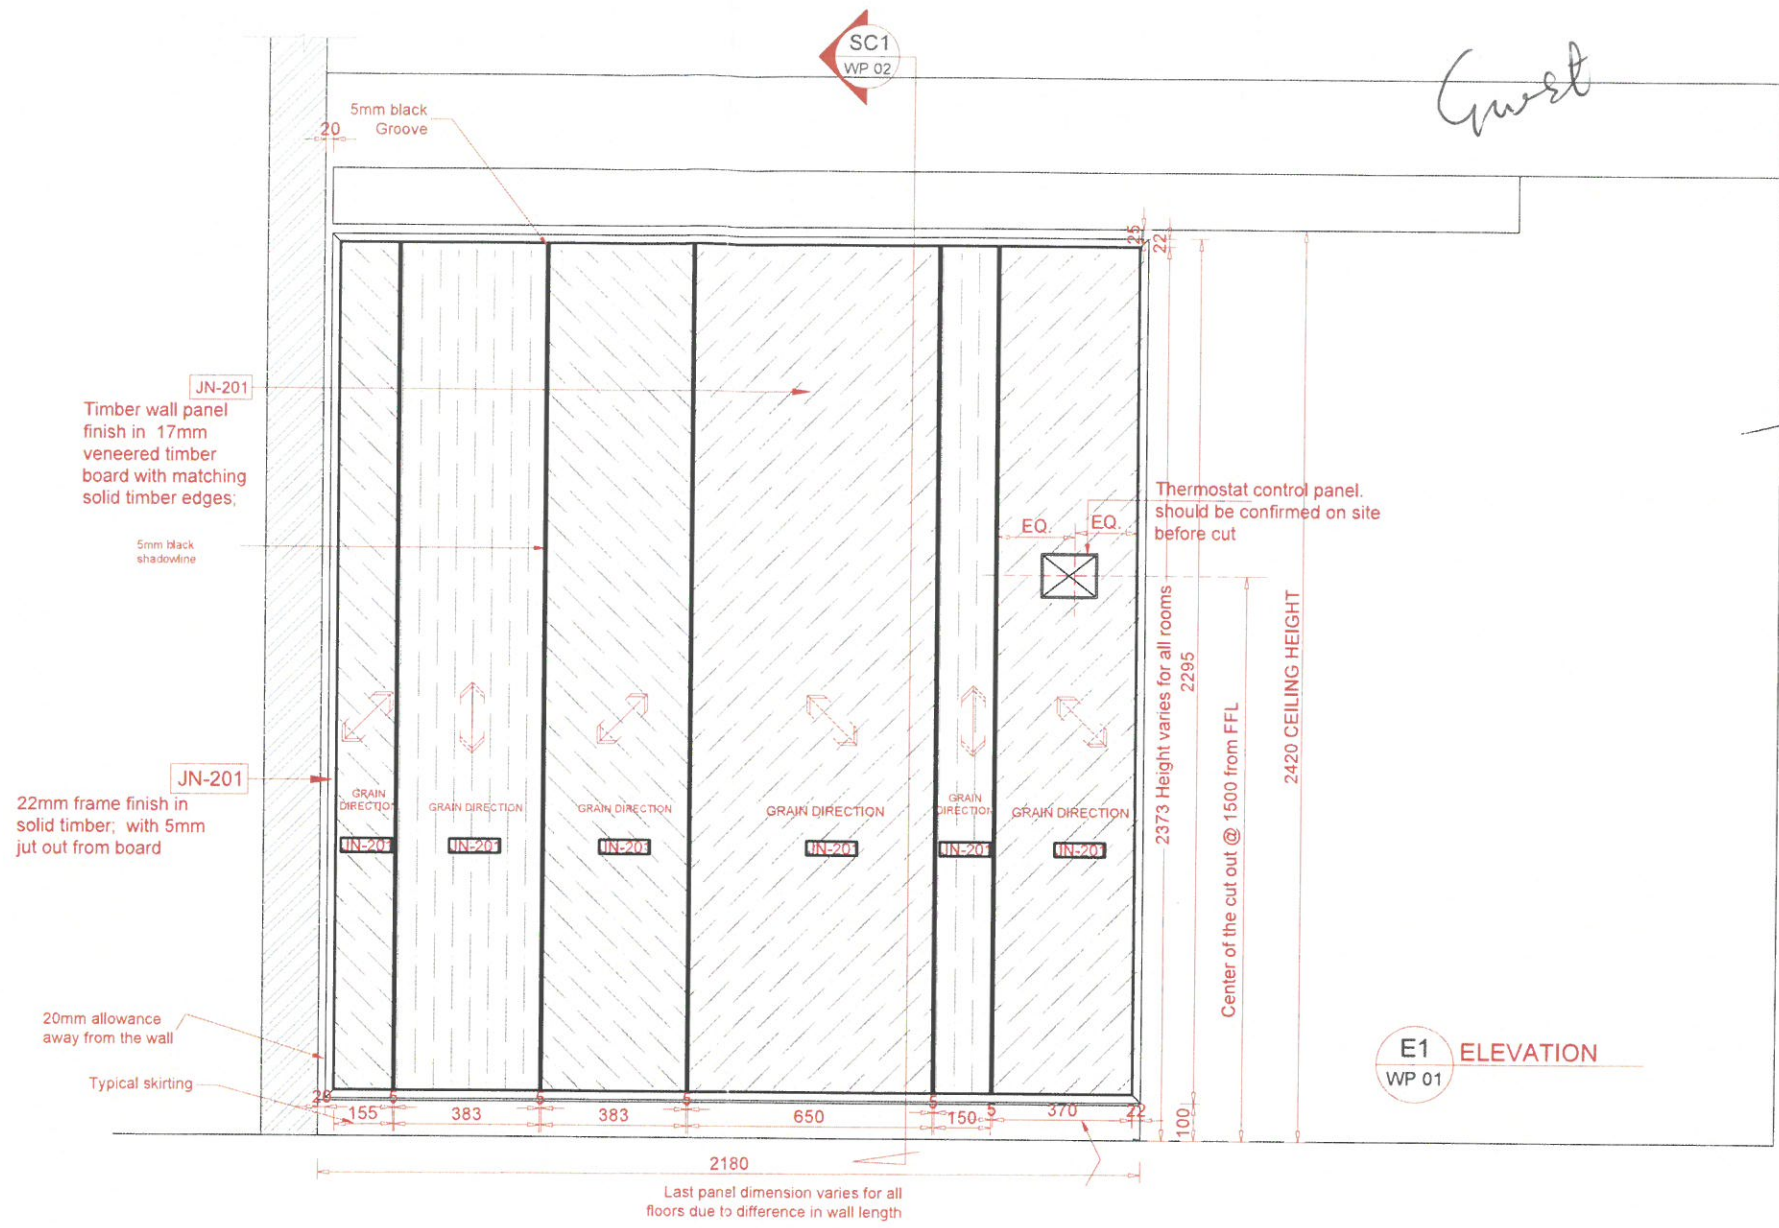 SC1
WP 02
Guest
5mm black
Groove
20
25
22
JN-201
Timber wall panel
finish in 17mm
veneered timber
board with matching
solid timber edges;
5mm black
shadowline
Thermostat control panel.
should be confirmed on site
before cut
EQ.
EQ.
2373 Height varies for all rooms
2295
Center of the cut out @ 1500 from FFL
2420 CEILING HEIGHT
JN-201
22mm frame finish in
solid timber; with 5mm
jut out from board
GRAIN
DIRECTION
GRAIN DIRECTION
GRAIN DIRECTION
GRAIN DIRECTION
GRAIN
DIRECTION
GRAIN DIRECTION
JN-201
JN-201
JN-201
JN-201
JN-201
JN-201
20mm allowance
away from the wall
Typical skirting
E1
WP 01
ELEVATION
20
155
5
383
5
383
5
650
5
150
5
370
22
100
2180
Last panel dimension varies for all
floors due to difference in wall length